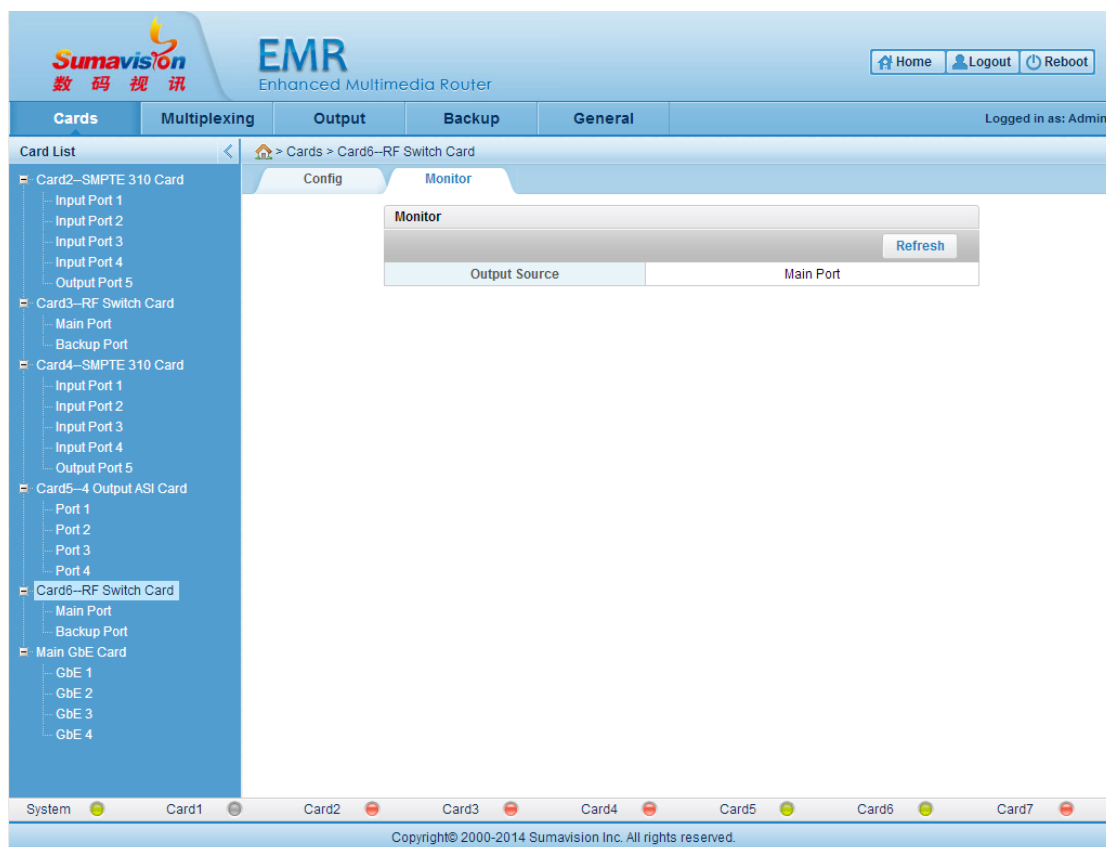 Sumavision
数 码 视 讯
EMR
Enhanced Multimedia Router
Home Logout Reboot
Cards Multiplexing Output Backup General Logged in as: Admin
Card List
> Cards > Card6--RF Switch Card
Config Monitor
Card2--SMPTE 310 Card
Input Port 1
Input Port 2
Input Port 3
Input Port 4
Output Port 5
Card3--RF Switch Card
Main Port
Backup Port
Card4--SMPTE 310 Card
Input Port 1
Input Port 2
Input Port 3
Input Port 4
Output Port 5
Card5--4 Output ASI Card
Port 1
Port 2
Port 3
Port 4
Card6--RF Switch Card
Main Port
Backup Port
Main GbE Card
GbE 1
GbE 2
GbE 3
GbE 4
Monitor
Refresh
Output Source Main Port
System Card1 Card2 Card3 Card4 Card5 Card6 Card7
Copyright© 2000-2014 Sumavision Inc. All rights reserved.